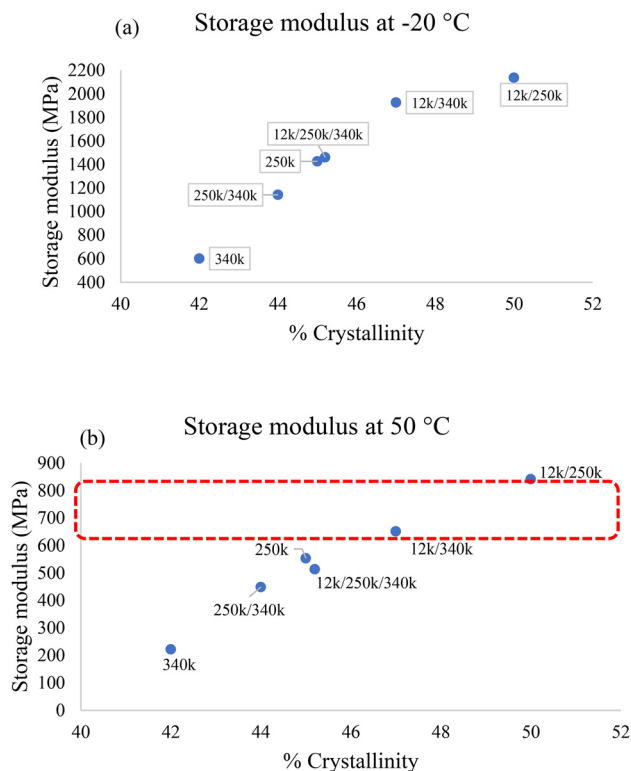 (a)
Storage modulus at -20 °C
Storage modulus (MPa)
2200
2000
1800
1600
1400
1200
1000
800
600
400
12k/340k
12k/250k
12k/250k/340k
250k
250k/340k
340k
40 42 44 46 48 50 52
% Crystallinity
(b)
Storage modulus at 50 °C
Storage modulus (MPa)
900
800
700
600
500
400
300
200
100
0
12k/250k
12k/340k
250k
12k/250k/340k
250k/340k
340k
40 42 44 46 48 50 52
% Crystallinity